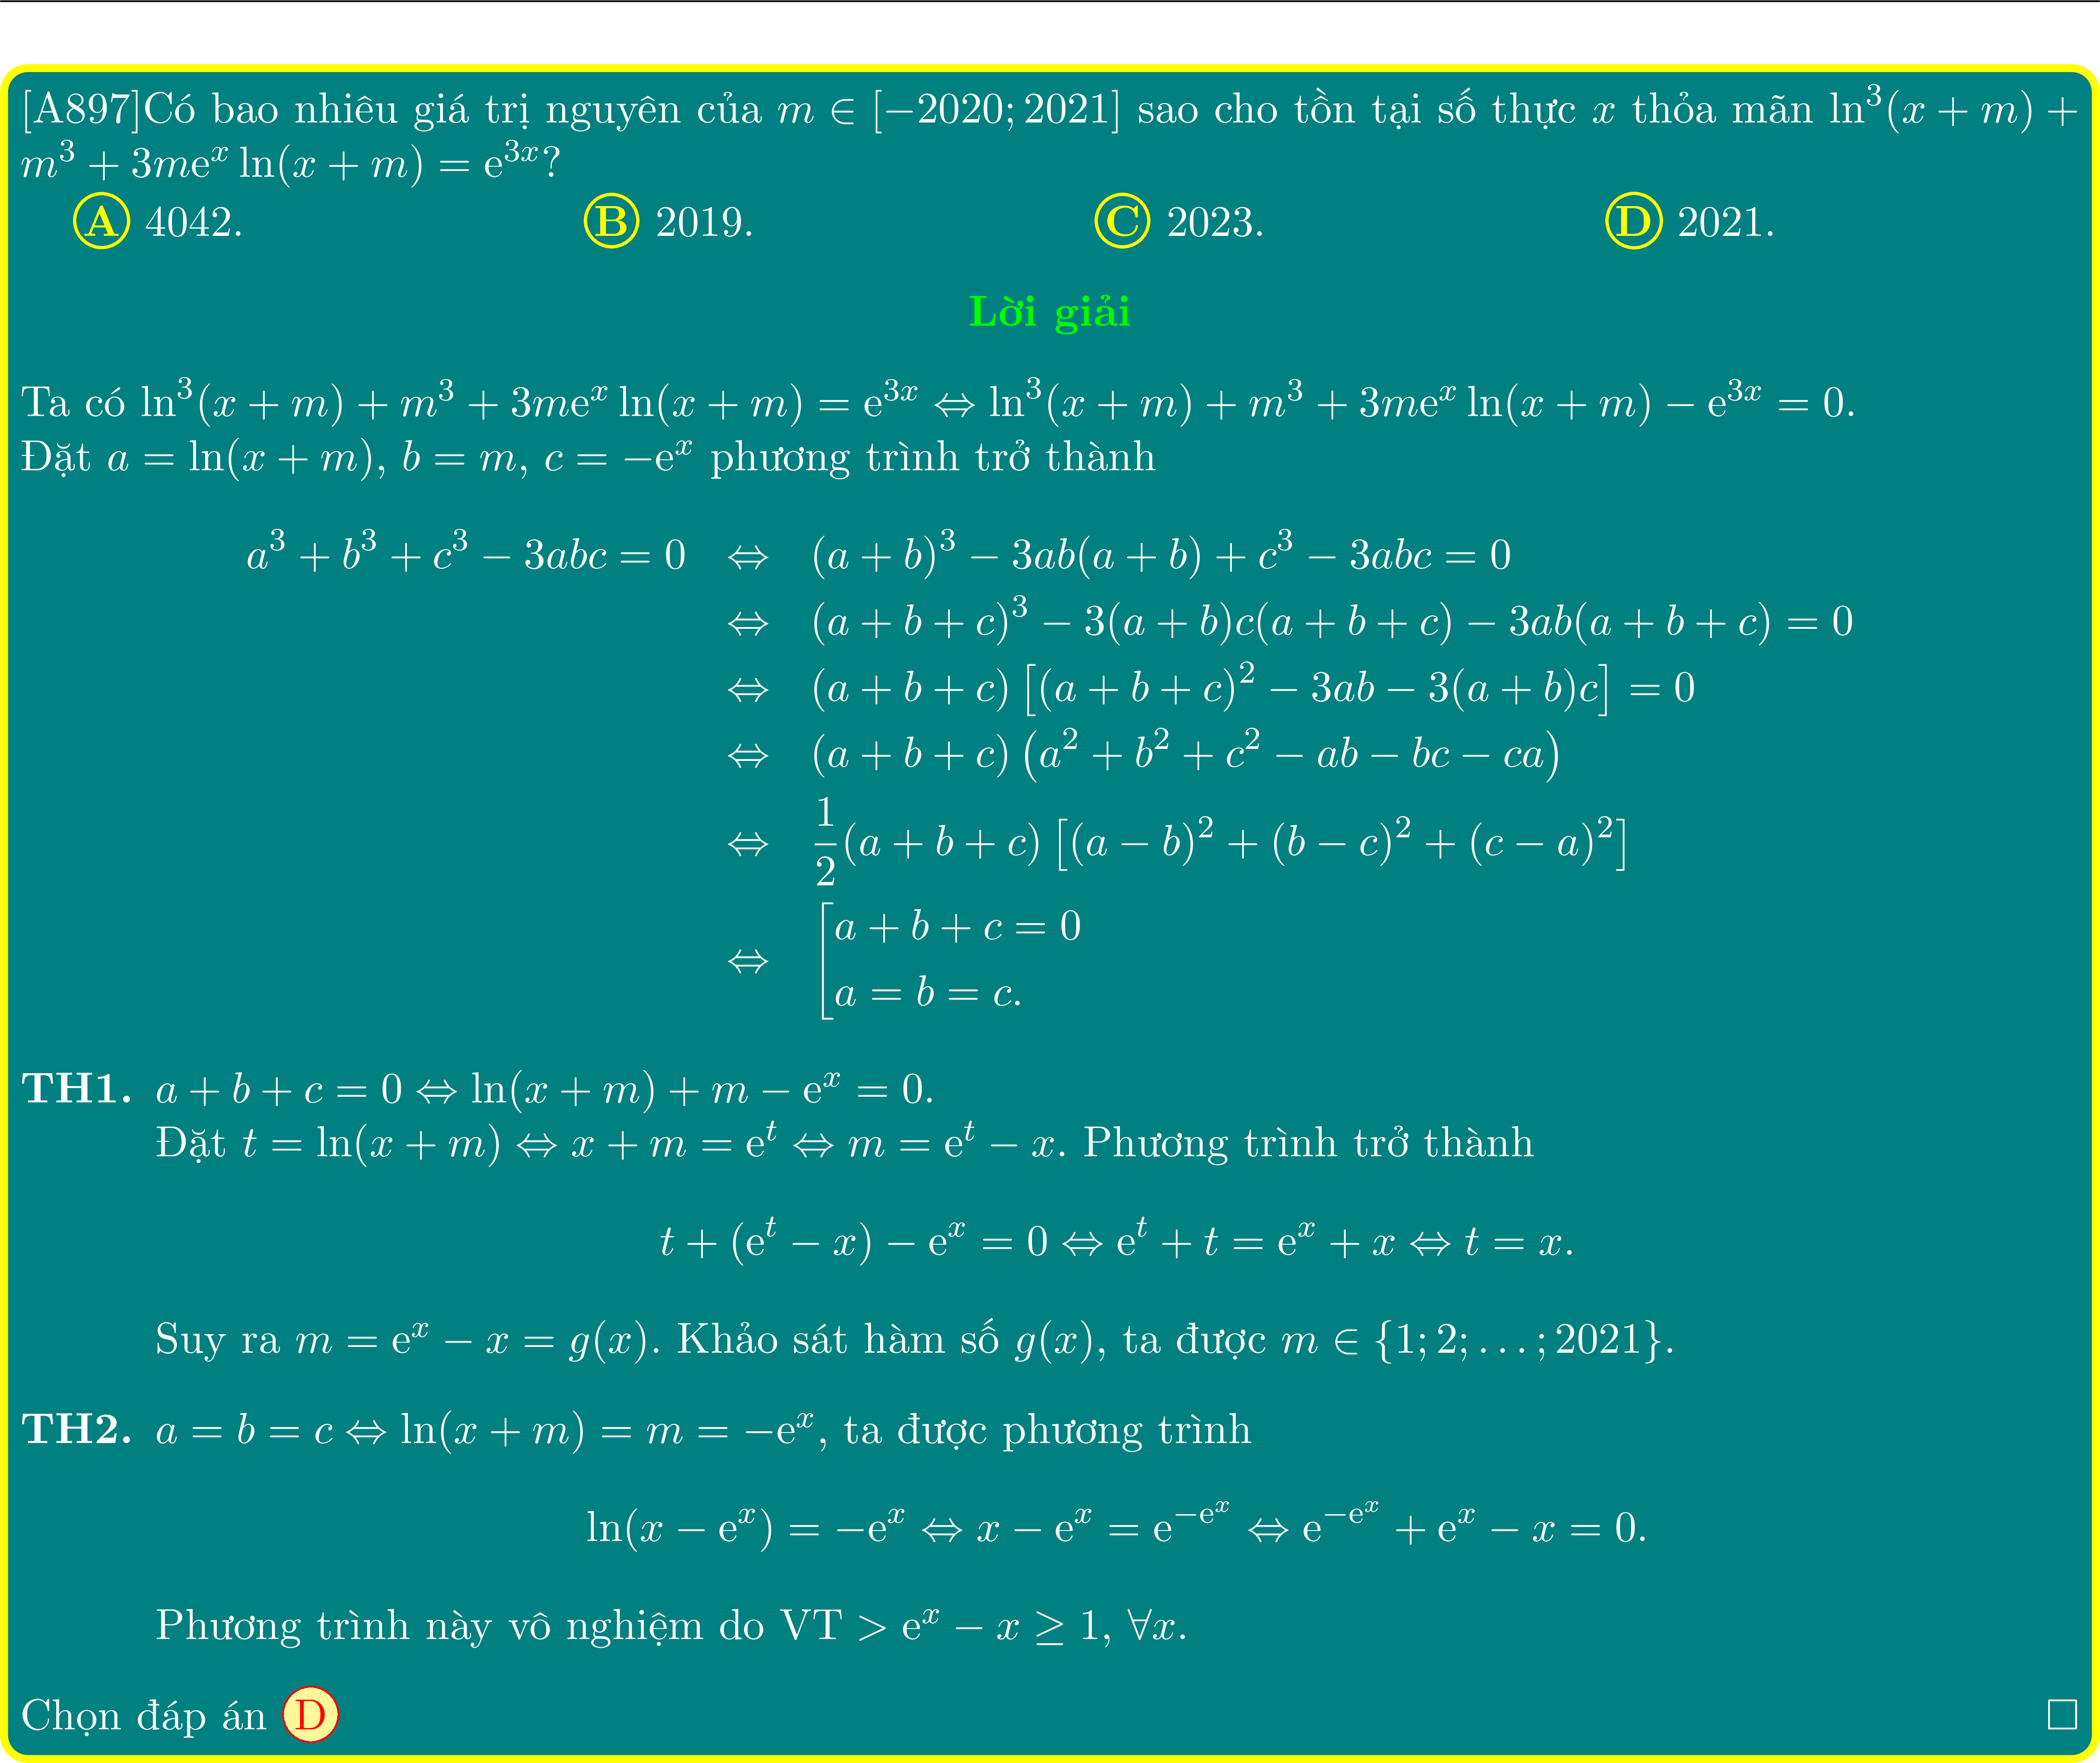 [A897]Có bao nhiêu giá trị nguyên của $m \in [-2020; 2021]$ sao cho tồn tại số thực $x$ thỏa mãn $\ln^3(x + m) +$
$m^3 + 3m\mathrm{e}^x \ln(x + m) = \mathrm{e}^{3x}$?
A 4042. B 2019. C 2023. D 2021.
Lời giải
Ta có $\ln^3(x + m) + m^3 + 3m\mathrm{e}^x \ln(x + m) = \mathrm{e}^{3x} \Leftrightarrow \ln^3(x + m) + m^3 + 3m\mathrm{e}^x \ln(x + m) - \mathrm{e}^{3x} = 0$.
Đặt $a = \ln(x + m)$, $b = m$, $c = -\mathrm{e}^x$ phương trình trở thành
$a^3 + b^3 + c^3 - 3abc = 0 \Leftrightarrow (a + b)^3 - 3ab(a + b) + c^3 - 3abc = 0$
$\Leftrightarrow (a + b + c)^3 - 3(a + b)c(a + b + c) - 3ab(a + b + c) = 0$
$\Leftrightarrow (a + b + c)\left[(a + b + c)^2 - 3ab - 3(a + b)c\right] = 0$
$\Leftrightarrow (a + b + c)\left(a^2 + b^2 + c^2 - ab - bc - ca\right)$
$\Leftrightarrow \frac{1}{2}(a + b + c)\left[(a - b)^2 + (b - c)^2 + (c - a)^2\right]$
$\Leftrightarrow \left[\begin{array}{l} a + b + c = 0 \\ a = b = c. \end{array}\right.$
TH1. $a + b + c = 0 \Leftrightarrow \ln(x + m) + m - \mathrm{e}^x = 0$.
Đặt $t = \ln(x + m) \Leftrightarrow x + m = \mathrm{e}^t \Leftrightarrow m = \mathrm{e}^t - x$. Phương trình trở thành
$t + (\mathrm{e}^t - x) - \mathrm{e}^x = 0 \Leftrightarrow \mathrm{e}^t + t = \mathrm{e}^x + x \Leftrightarrow t = x$.
Suy ra $m = \mathrm{e}^x - x = g(x)$. Khảo sát hàm số $g(x)$, ta được $m \in \{1; 2; \ldots; 2021\}$.
TH2. $a = b = c \Leftrightarrow \ln(x + m) = m = -\mathrm{e}^x$, ta được phương trình
$\ln(x - \mathrm{e}^x) = -\mathrm{e}^x \Leftrightarrow x - \mathrm{e}^x = \mathrm{e}^{-\mathrm{e}^x} \Leftrightarrow \mathrm{e}^{-\mathrm{e}^x} + \mathrm{e}^x - x = 0$.
Phương trình này vô nghiệm do VT $> \mathrm{e}^x - x \geq 1$, $\forall x$.
Chọn đáp án D □